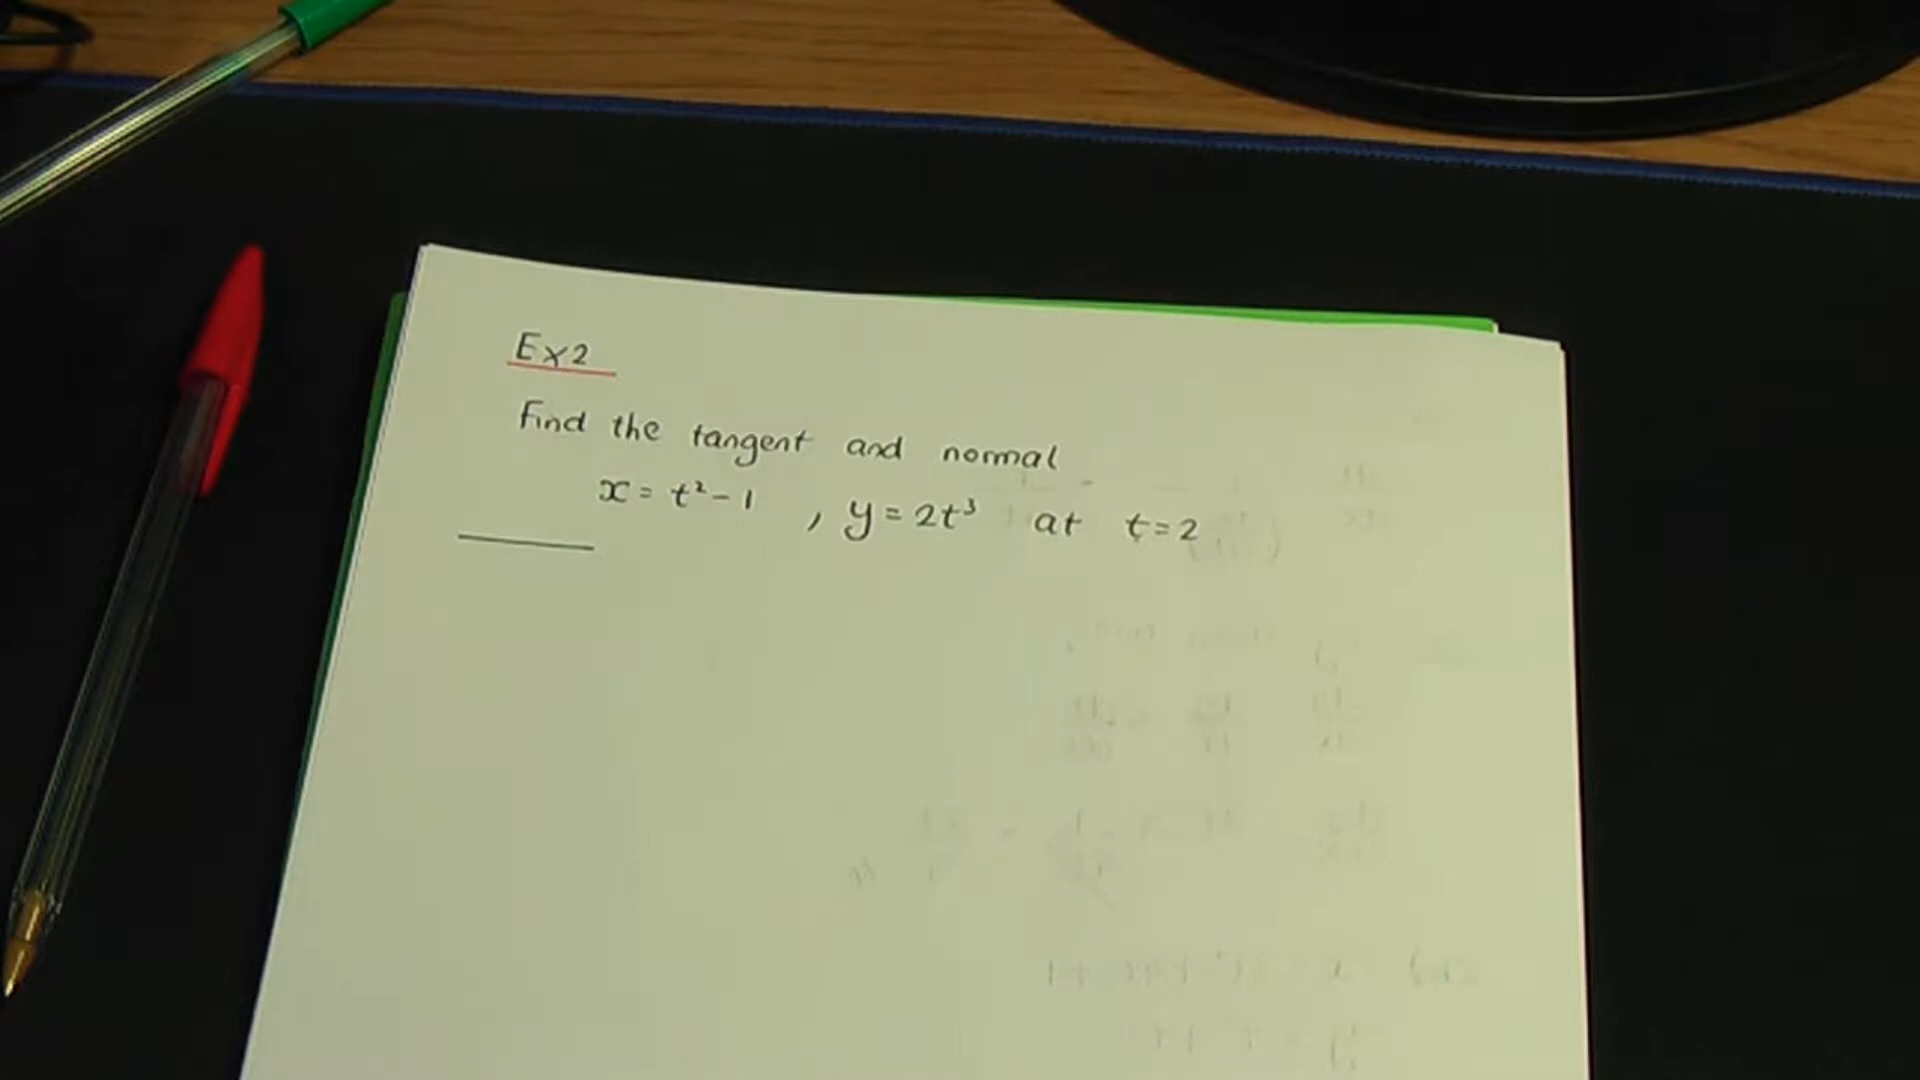 Ex2
Find the tangent and normal
x = t² - 1 , y = 2t³ at t = 2